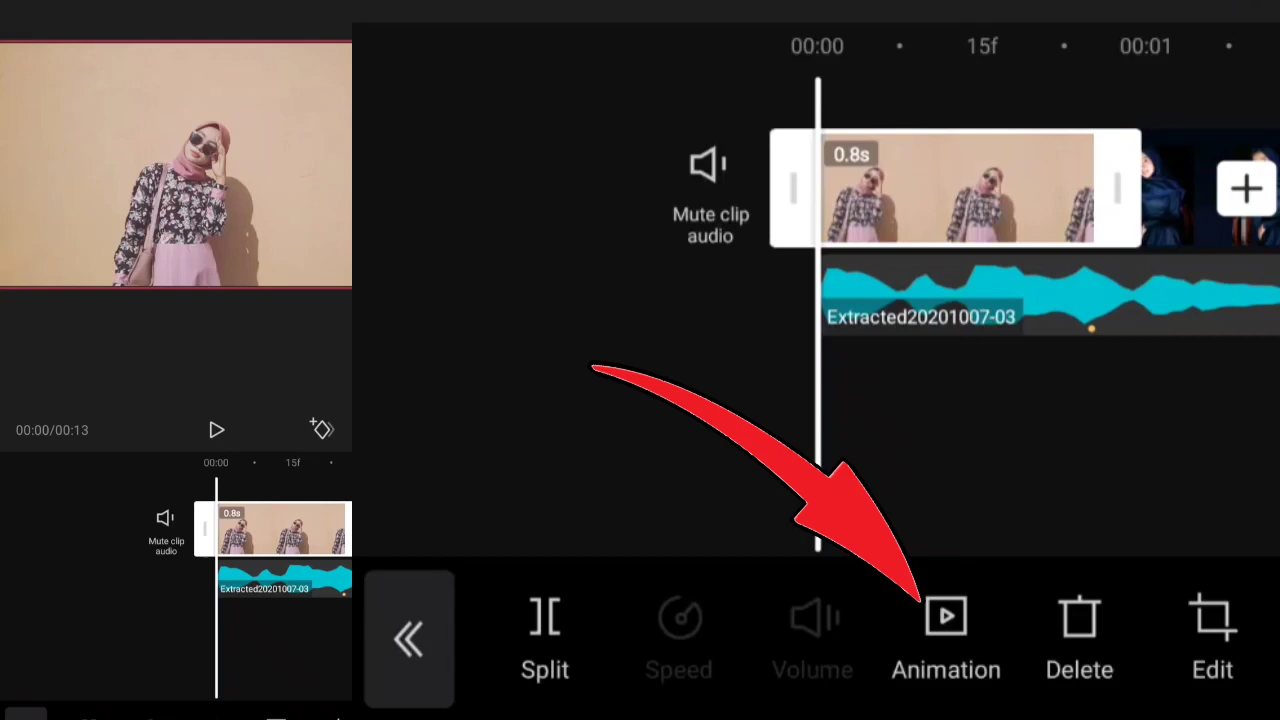 00:00/00:13
00:00
15f
Mute clip
audio
0.8s
Extracted20201007-03
00:00
15f
00:01
Mute clip
audio
0.8s
Extracted20201007-03
Split
Speed
Volume
Animation
Delete
Edit